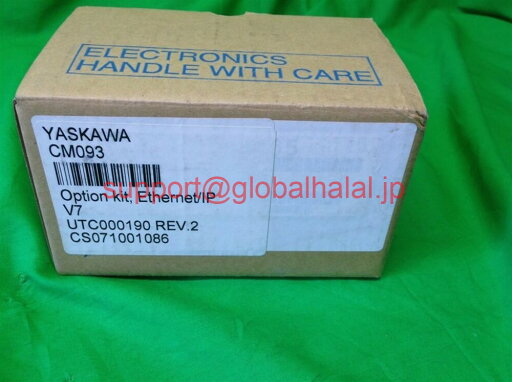 ELECTRONICS
HANDLE WITH CARE
YASKAWA
CM093
support@globalhalal.jp
Option kit, Ethernet/IP
V7
UTC000190 REV.2
CS071001086